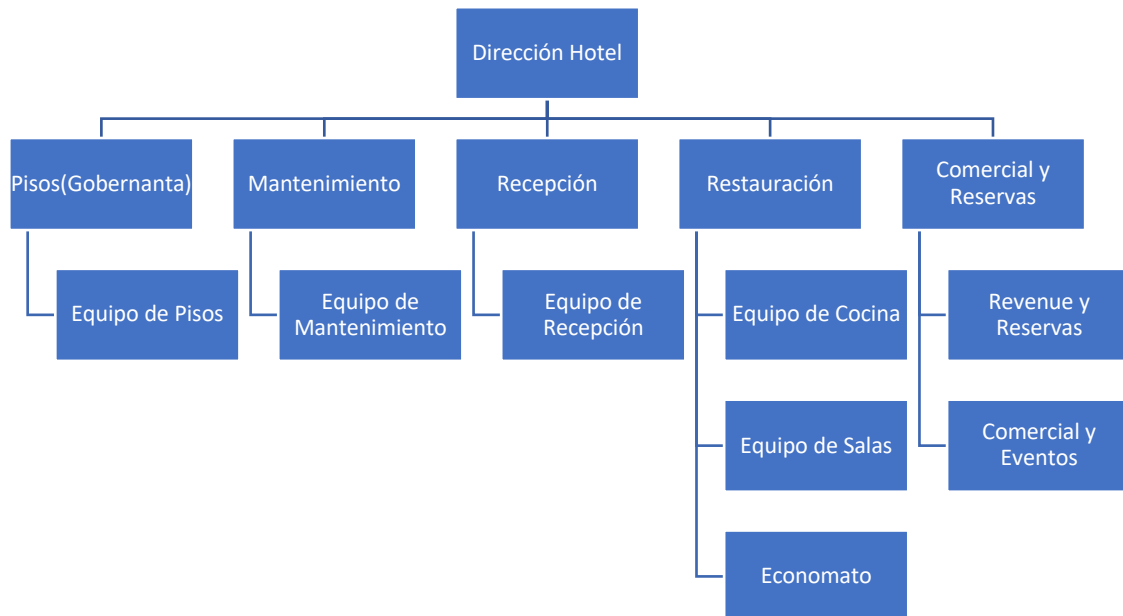 Dirección Hotel
Pisos(Gobernanta)
Mantenimiento
Recepción
Restauración
Comercial y
Reservas
Equipo de Pisos
Equipo de
Mantenimiento
Equipo de
Recepción
Equipo de Cocina
Revenue y
Reservas
Equipo de Salas
Comercial y
Eventos
Economato